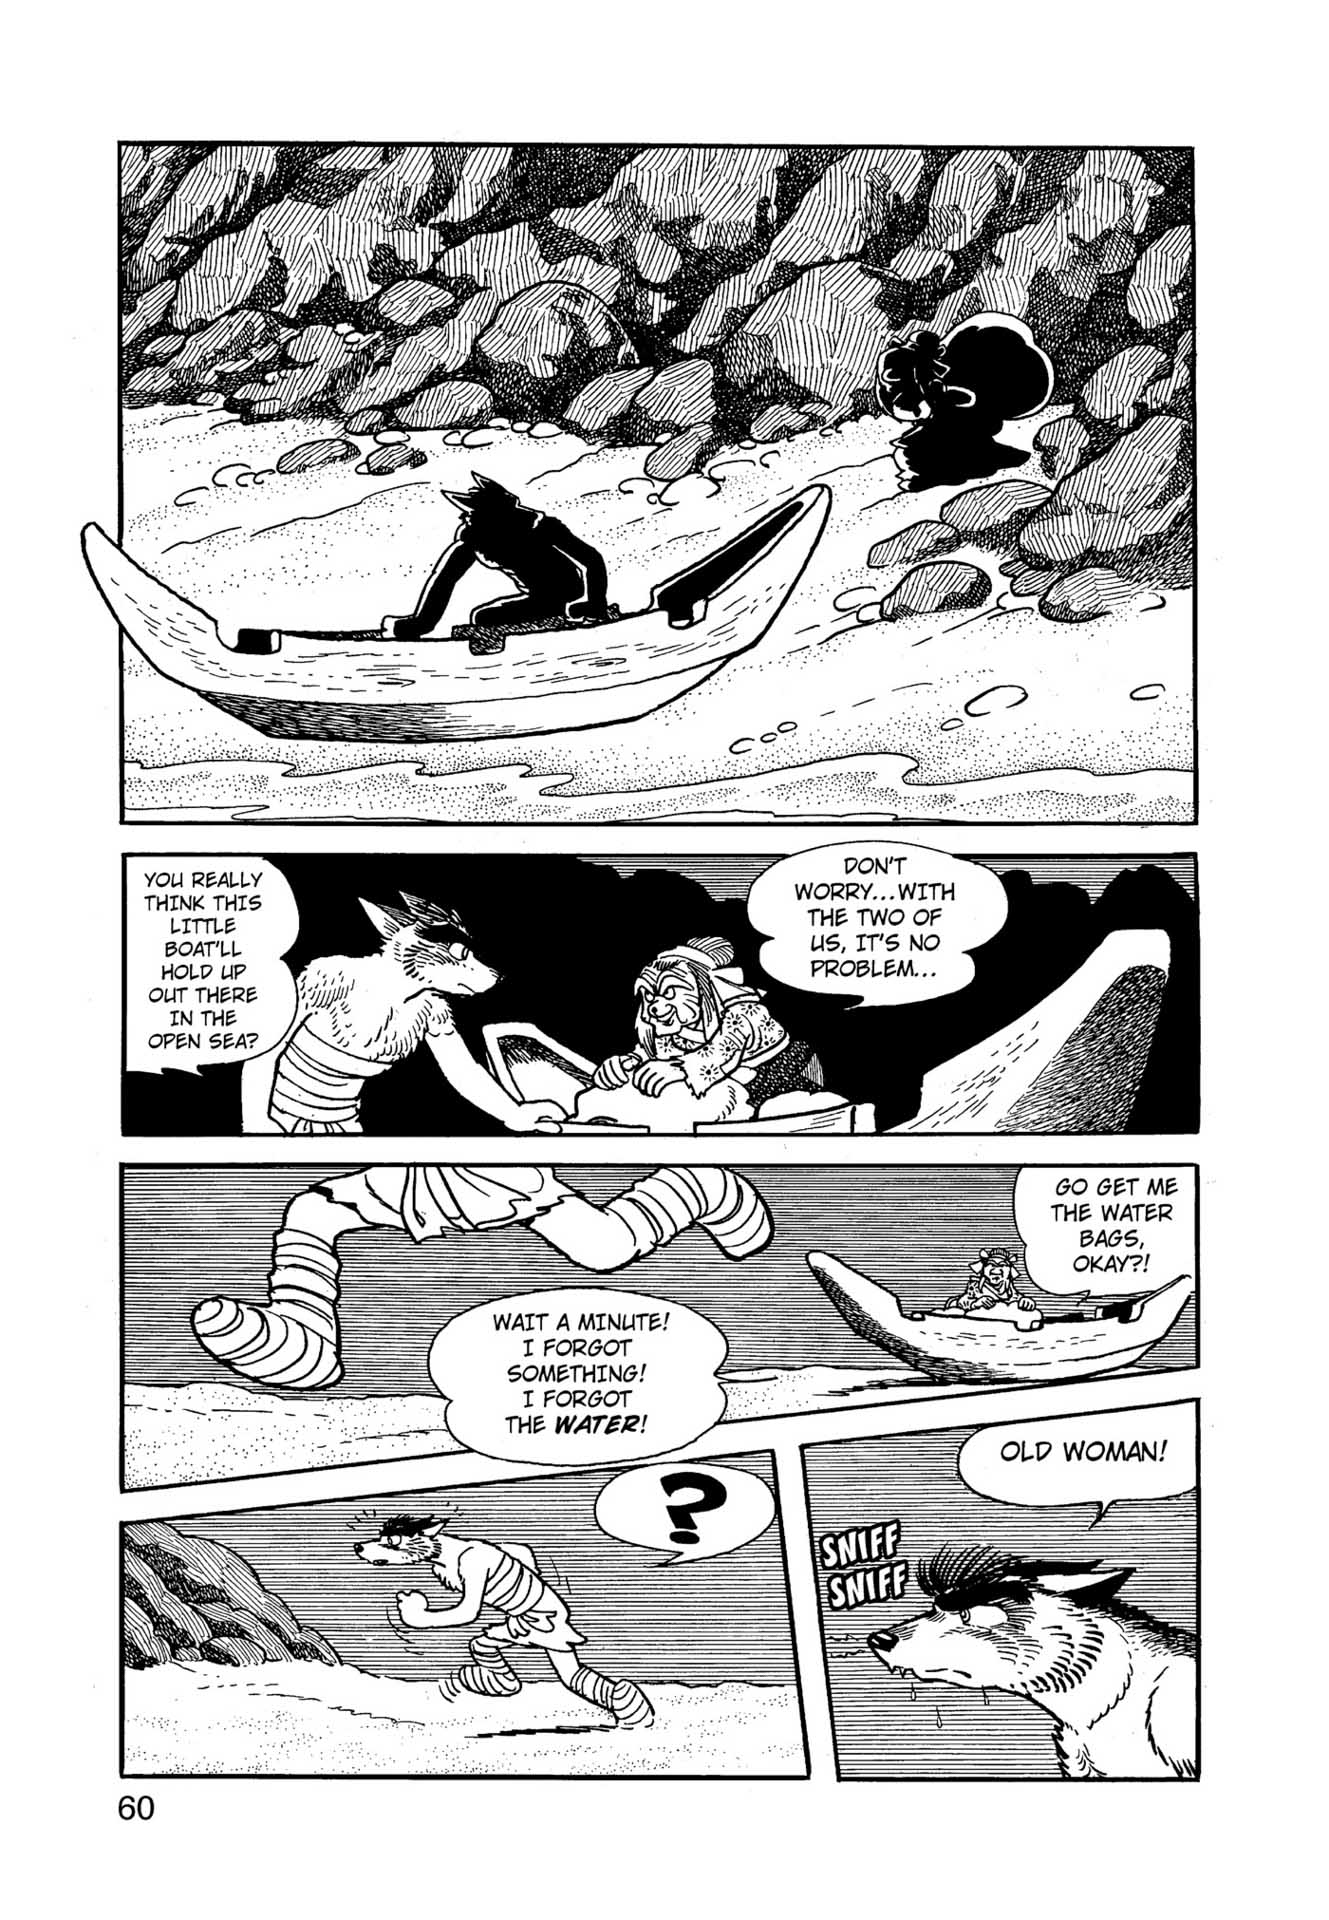 YOU REALLY
THINK THIS
LITTLE
BOAT'LL
HOLD UP
OUT THERE
IN THE
OPEN SEA?
DON'T
WORRY...WITH
THE TWO OF
US, IT'S NO
PROBLEM...
WAIT A MINUTE!
I FORGOT
SOMETHING!
I FORGOT
THE WATER!
GO GET ME
THE WATER
BAGS,
OKAY?!
?
OLD WOMAN!
SNIFF
SNIFF
60